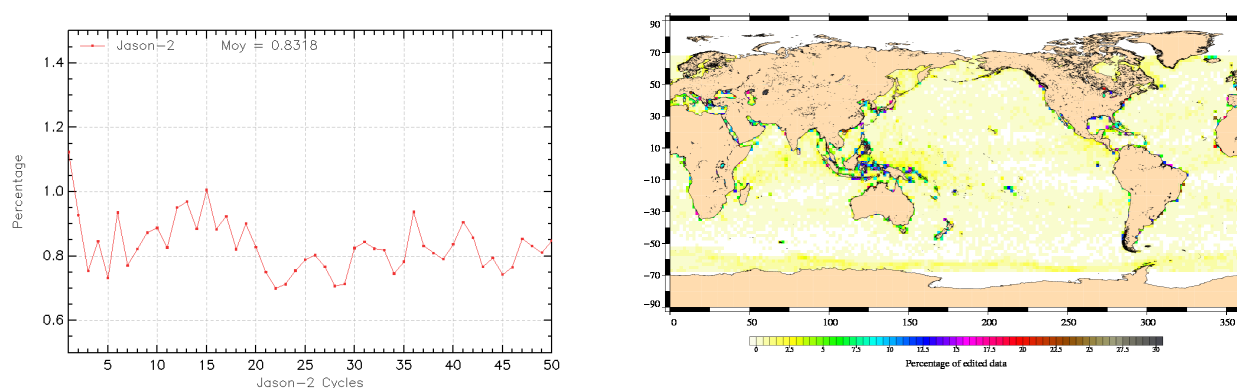 Jason-2 Moy = 0.8318
Percentage
1.4
1.2
1.0
0.8
0.6
5 10 15 20 25 30 35 40 45 50
Jason-2 Cycles
90
70
50
30
10
-10
-30
-50
-70
-90
0 50 100 150 200 250 300 350
0 2.5 5 7.5 10 12.5 15 17.5 20 22.5 25 27.5 30
Percentage of edited data